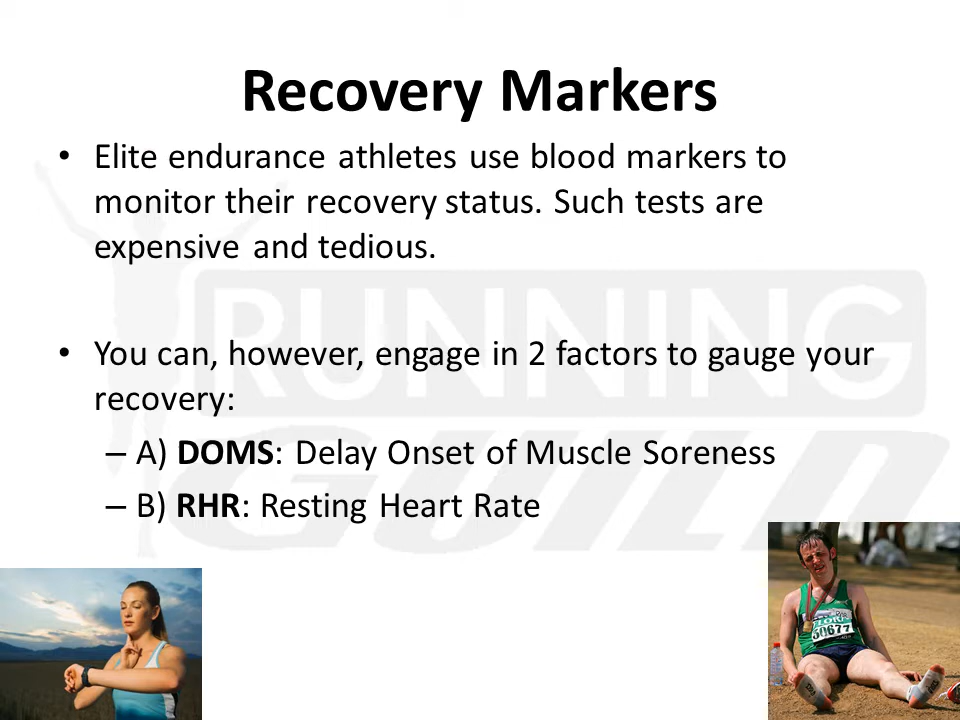 Recovery Markers
• Elite endurance athletes use blood markers to
monitor their recovery status. Such tests are
expensive and tedious.
RUNNING
• You can, however, engage in 2 factors to gauge your
recovery:
– A) DOMS: Delay Onset of Muscle Soreness
GUILD
– B) RHR: Resting Heart Rate
50677